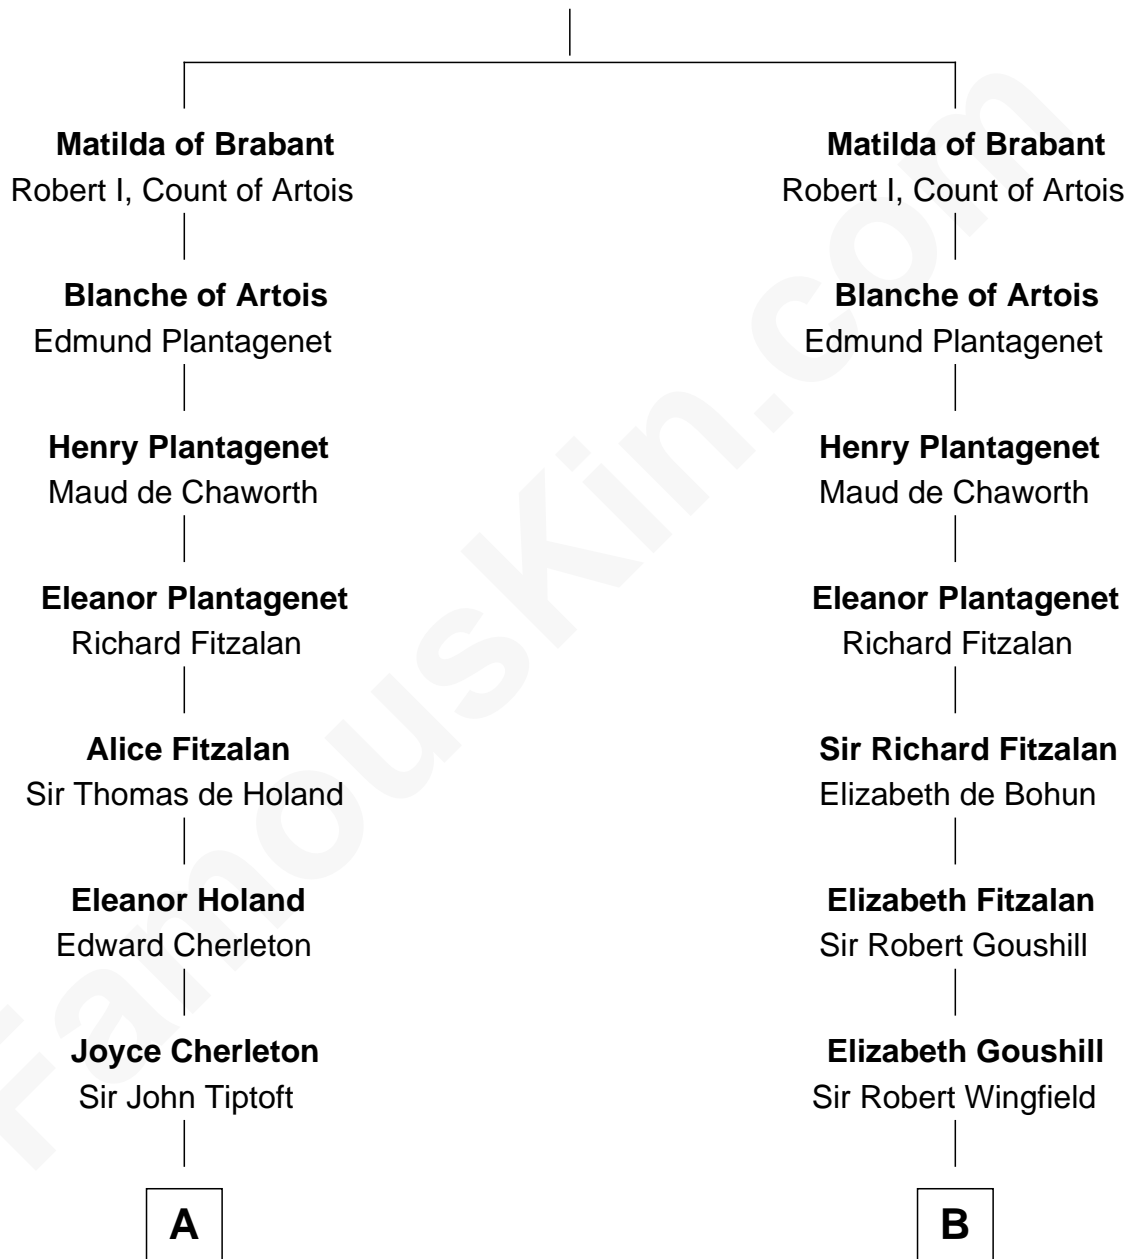 Matilda of Brabant
Robert I, Count of Artois
Blanche of Artois
Edmund Plantagenet
Henry Plantagenet
Maud de Chaworth
Eleanor Plantagenet
Richard Fitzalan
Alice Fitzalan
Sir Thomas de Holand
Eleanor Holand
Edward Cherleton
Joyce Cherleton
Sir John Tiptoft
A
Matilda of Brabant
Robert I, Count of Artois
Blanche of Artois
Edmund Plantagenet
Henry Plantagenet
Maud de Chaworth
Eleanor Plantagenet
Richard Fitzalan
Sir Richard Fitzalan
Elizabeth de Bohun
Elizabeth Fitzalan
Sir Robert Goushill
Elizabeth Goushill
Sir Robert Wingfield
B
FamousKin.com